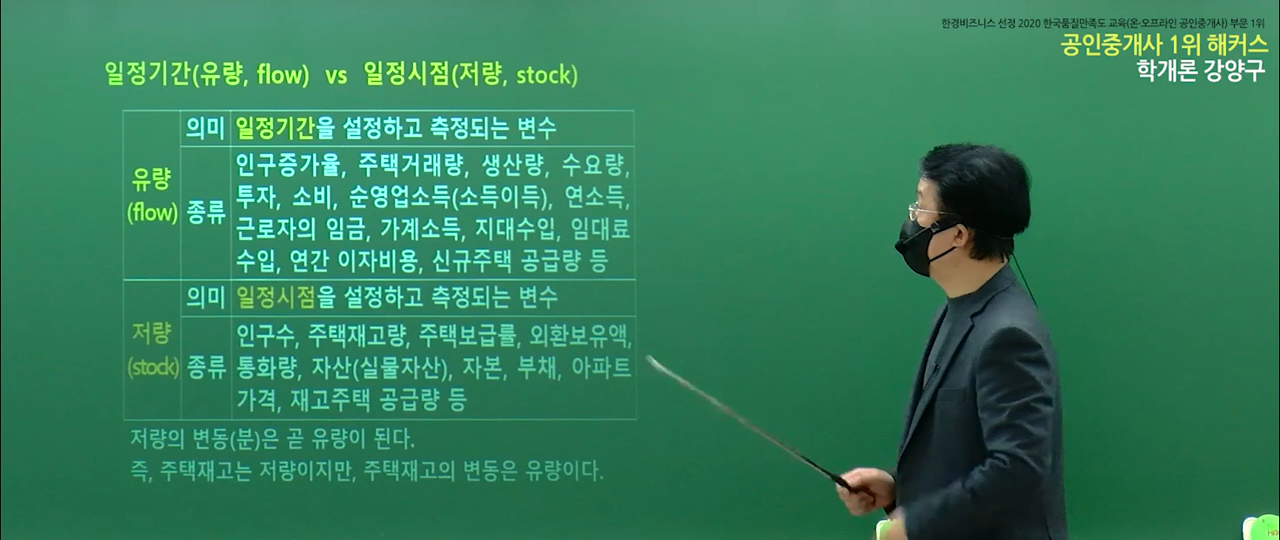 한경비즈니스 선정 2020 한국품질만족도 교육(온·오프라인 공인중개사) 부문 1위
공인중개사 1위 해커스
학개론 강양구
일정기간(유량, flow) vs 일정시점(저량, stock)
유량
(flow)
의미
일정기간을 설정하고 측정되는 변수
종류
인구증가율, 주택거래량, 생산량, 수요량,
투자, 소비, 순영업소득(소득이득), 연소득,
근로자의 임금, 가계소득, 지대수입, 임대료
수입, 연간 이자비용, 신규주택 공급량 등
저량
(stock)
의미
일정시점을 설정하고 측정되는 변수
종류
인구수, 주택재고량, 주택보급률, 외환보유액,
통화량, 자산(실물자산), 자본, 부채, 아파트
가격, 재고주택 공급량 등
저량의 변동(분)은 곧 유량이 된다.
즉, 주택재고는 저량이지만, 주택재고의 변동은 유량이다.